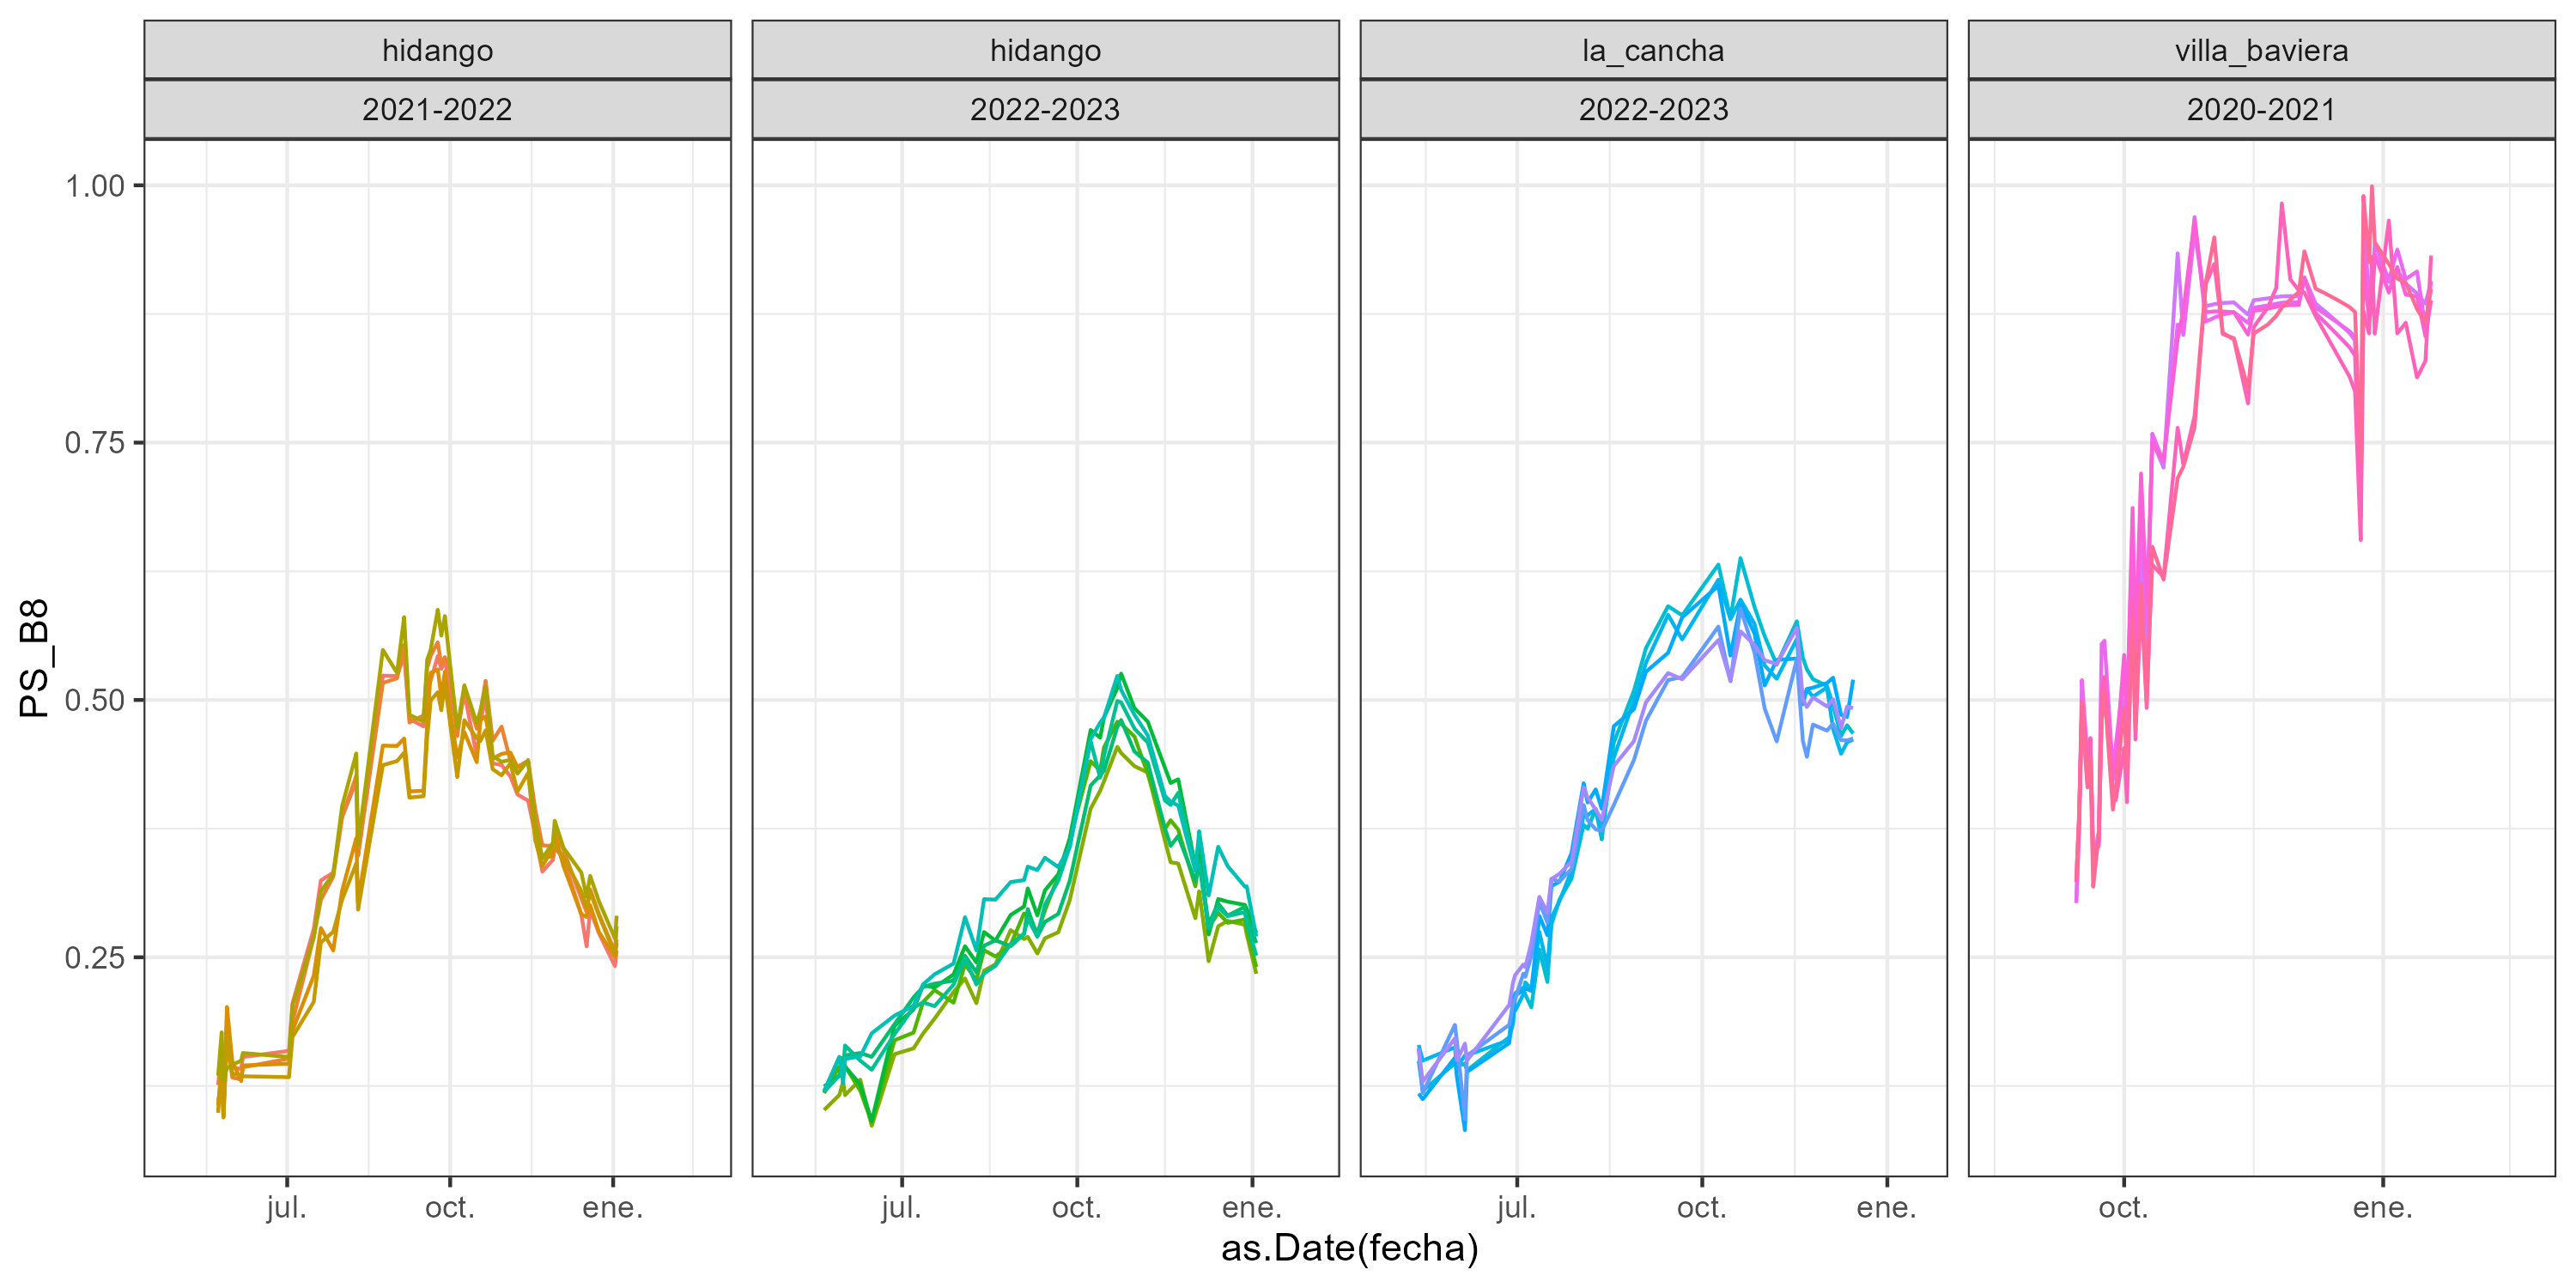 hidango
hidango
la_cancha
villa_baviera
2021-2022
2022-2023
2022-2023
2020-2021
PS_B8
1.00
0.75
0.50
0.25
jul.
oct.
ene.
jul.
oct.
ene.
jul.
oct.
ene.
oct.
ene.
as.Date(fecha)